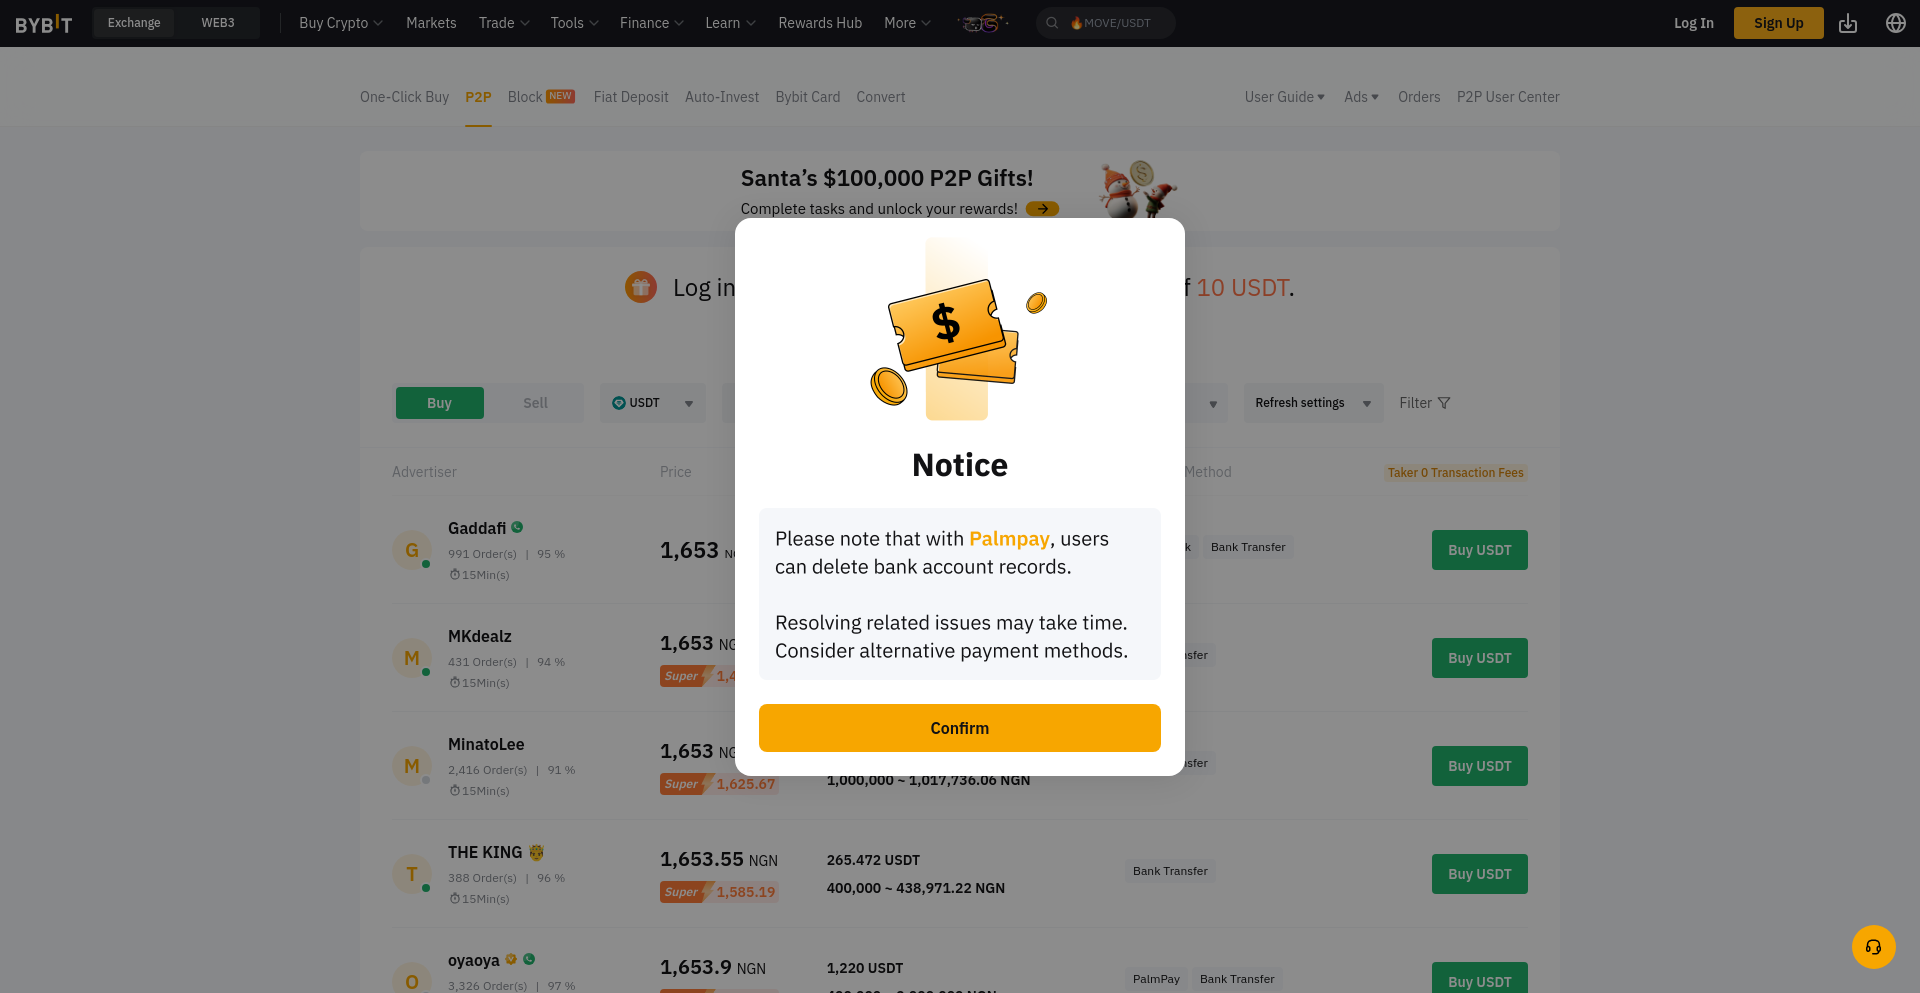 BYBIT Exchange WEB3 Buy Crypto Markets Trade Tools Finance Learn Rewards Hub More 🔥MOVE/USDT Log In Sign Up
One-Click Buy P2P Block NEW Fiat Deposit Auto-Invest Bybit Card Convert User Guide Ads Orders P2P User Center
Santa’s $100,000 P2P Gifts!
Complete tasks and unlock your rewards!
Log in 10 USDT.
Buy Sell USDT Refresh settings Filter
Advertiser Price Method Taker 0 Transaction Fees
Gaddafi
991 Order(s) | 95 %
15Min(s)
1,653
Bank Transfer
Buy USDT
MKdealz
431 Order(s) | 94 %
15Min(s)
1,653
Super
Buy USDT
MinatoLee
2,416 Order(s) | 91 %
15Min(s)
1,653
Super 1,625.67
1,000,000 ~ 1,017,736.06 NGN
Buy USDT
THE KING 🤴
388 Order(s) | 96 %
15Min(s)
1,653.55 NGN
Super 1,585.19
265.472 USDT
400,000 ~ 438,971.22 NGN
Bank Transfer
Buy USDT
oyaoya
3,326 Order(s) | 97 %
1,653.9 NGN
1,220 USDT
PalmPay Bank Transfer
Buy USDT
Notice
Please note that with Palmpay, users
can delete bank account records.
Resolving related issues may take time.
Consider alternative payment methods.
Confirm